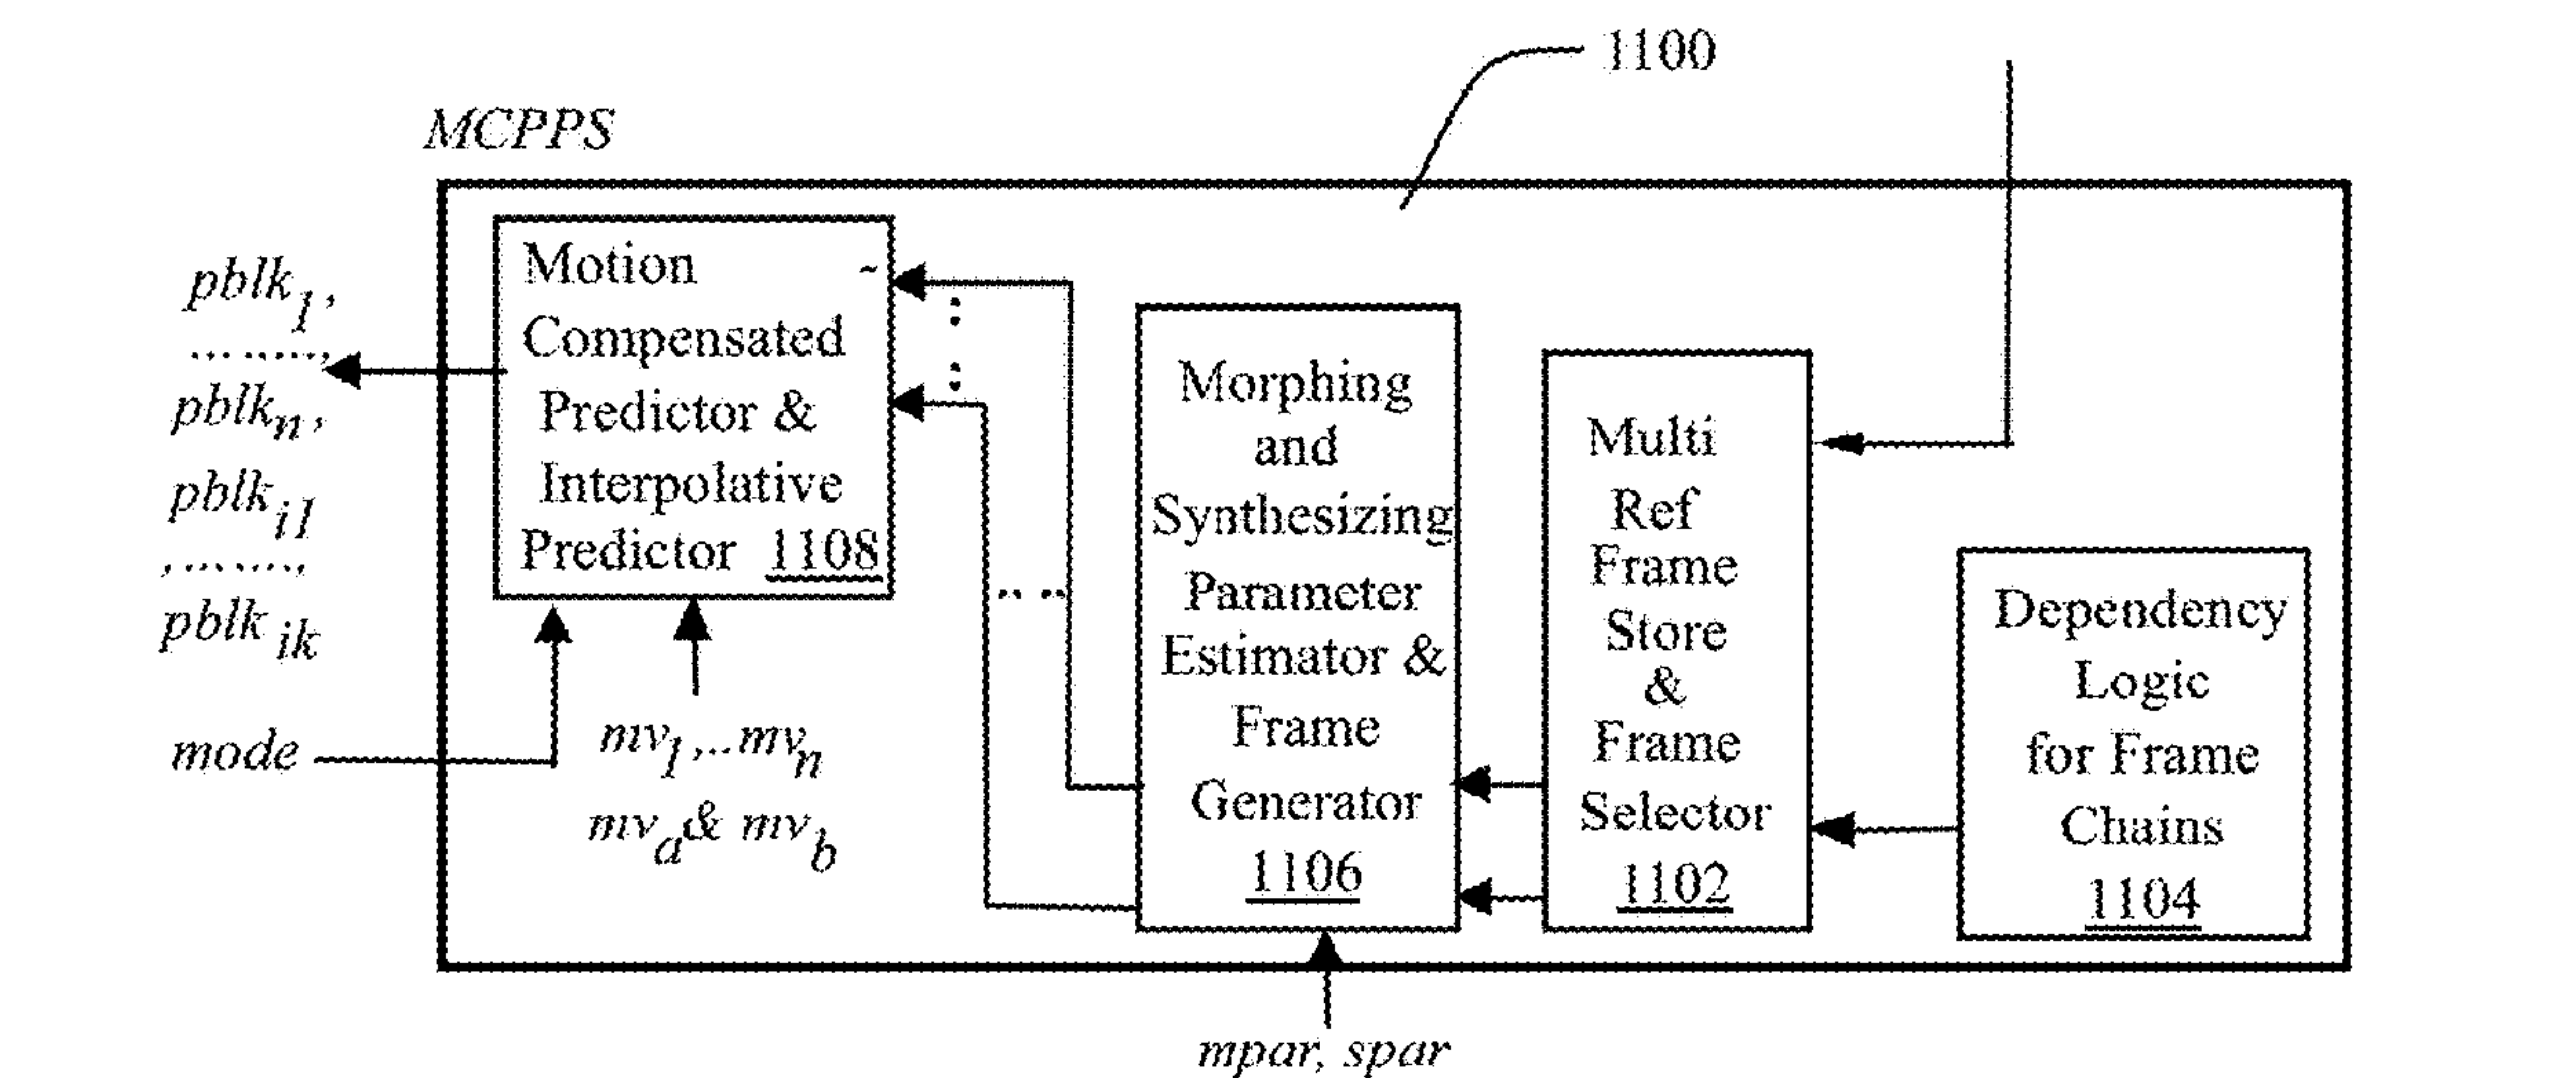 1100
MCPPS
pblk1,
.........
pblkn,
pblki1
,.......,
pblkik
mode
Motion
Compensated
Predictor &
Interpolative
Predictor 1108
mv1,..mvn
mva& mvb
Morphing
and
Synthesizing
Parameter
Estimator &
Frame
Generator
1106
mpar, spar
Multi
Ref
Frame
Store
&
Frame
Selector
1102
Dependency
Logic
for Frame
Chains
1104